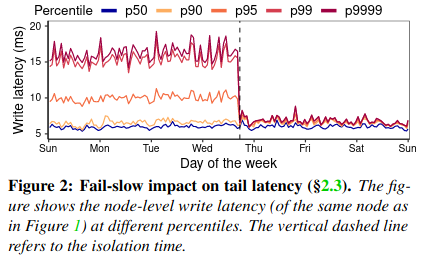 Percentile p50 p90 p95 p99 p9999
Write latency (ms)
20
15
10
5
Sun Mon Tue Wed Thu Fri Sat Sun
Day of the week
Figure 2: Fail-slow impact on tail latency (§2.3). The fig-
ure shows the node-level write latency (of the same node as
in Figure 1) at different percentiles. The vertical dashed line
refers to the isolation time.